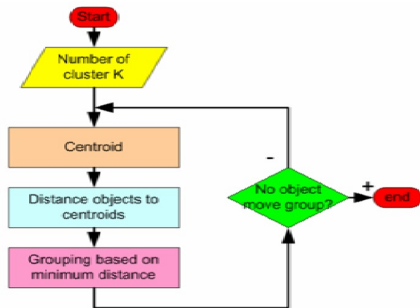 Start
Number of
cluster K
Centroid
Distance objects to
centroids
Grouping based on
minimum distance
-
No object
move group?
+
end